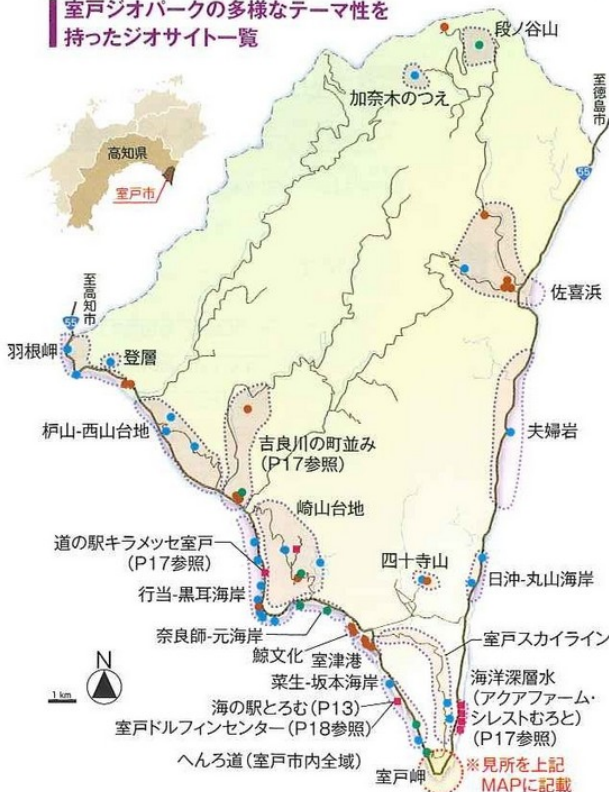 室戸ジオパークの多様なテーマ性を
持ったジオサイト一覧
段ノ谷山
加奈木のつえ
至徳島市
55
高知県
室戸市
佐喜浜
至高知市
55
羽根岬
登層
枦山-西山台地
夫婦岩
吉良川の町並み
(P17参照)
崎山台地
道の駅キラメッセ室戸
(P17参照)
四十寺山
行当-黒耳海岸
日沖-丸山海岸
奈良師-元海岸
室戸スカイライン
鯨文化
室津港
菜生-坂本海岸
海洋深層水
(アクアファーム・
シレストむろと)
(P17参照)
N
1 km
海の駅とろむ(P13)
室戸ドルフィンセンター(P18参照)
へんろ道(室戸市内全域)
室戸岬
※見所を上記
MAPに記載